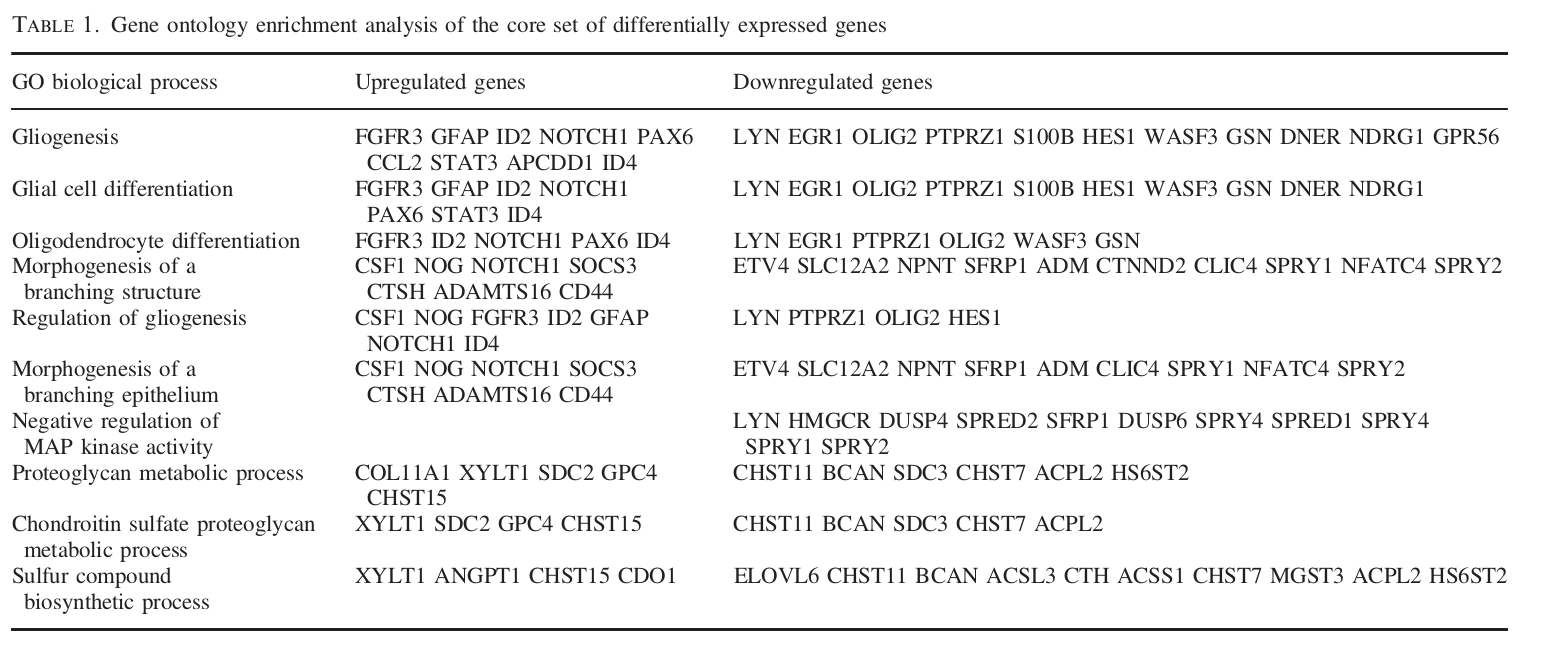 TABLE 1. Gene ontology enrichment analysis of the core set of differentially expressed genes
GO biological process Upregulated genes Downregulated genes
Gliogenesis FGFR3 GFAP ID2 NOTCH1 PAX6 LYN EGR1 OLIG2 PTPRZ1 S100B HES1 WASF3 GSN DNER NDRG1 GPR56
CCL2 STAT3 APCDD1 ID4
Glial cell differentiation FGFR3 GFAP ID2 NOTCH1 LYN EGR1 OLIG2 PTPRZ1 S100B HES1 WASF3 GSN DNER NDRG1
PAX6 STAT3 ID4
Oligodendrocyte differentiation FGFR3 ID2 NOTCH1 PAX6 ID4 LYN EGR1 PTPRZ1 OLIG2 WASF3 GSN
Morphogenesis of a CSF1 NOG NOTCH1 SOCS3 ETV4 SLC12A2 NPNT SFRP1 ADM CTNND2 CLIC4 SPRY1 NFATC4 SPRY2
branching structure CTSH ADAMTS16 CD44
Regulation of gliogenesis CSF1 NOG FGFR3 ID2 GFAP LYN PTPRZ1 OLIG2 HES1
NOTCH1 ID4
Morphogenesis of a CSF1 NOG NOTCH1 SOCS3 ETV4 SLC12A2 NPNT SFRP1 ADM CLIC4 SPRY1 NFATC4 SPRY2
branching epithelium CTSH ADAMTS16 CD44
Negative regulation of LYN HMGCR DUSP4 SPRED2 SFRP1 DUSP6 SPRY4 SPRED1 SPRY4
MAP kinase activity SPRY1 SPRY2
Proteoglycan metabolic process COL11A1 XYLT1 SDC2 GPC4 CHST11 BCAN SDC3 CHST7 ACPL2 HS6ST2
CHST15
Chondroitin sulfate proteoglycan XYLT1 SDC2 GPC4 CHST15 CHST11 BCAN SDC3 CHST7 ACPL2
metabolic process
Sulfur compound XYLT1 ANGPT1 CHST15 CDO1 ELOVL6 CHST11 BCAN ACSL3 CTH ACSS1 CHST7 MGST3 ACPL2 HS6ST2
biosynthetic process